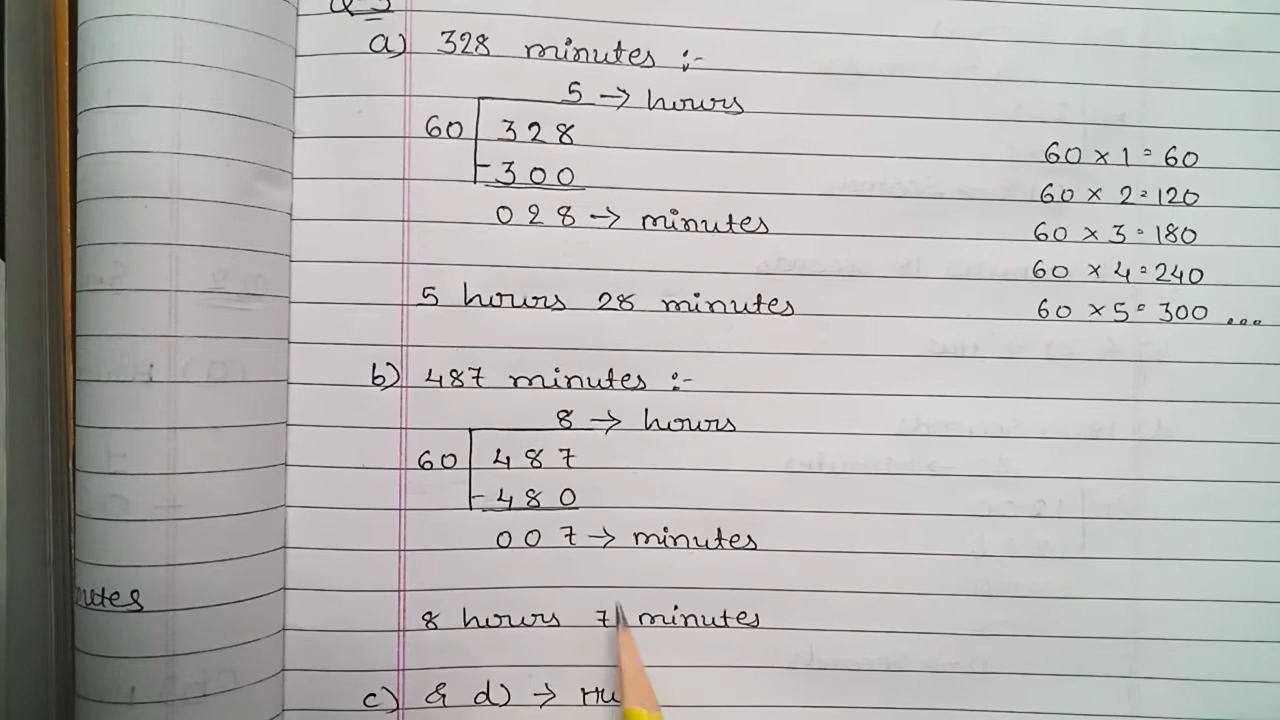 Q 3
a) 328 minutes :-
5 → hours
60 328
- 300
028 → minutes
5 hours 28 minutes
60 x 1 = 60
60 x 2 = 120
60 x 3 = 180
60 x 4 = 240
60 x 5 = 300 ...
b) 487 minutes :-
8 → hours
60 487
- 480
007 → minutes
8 hours 7 minutes
c) & d) →